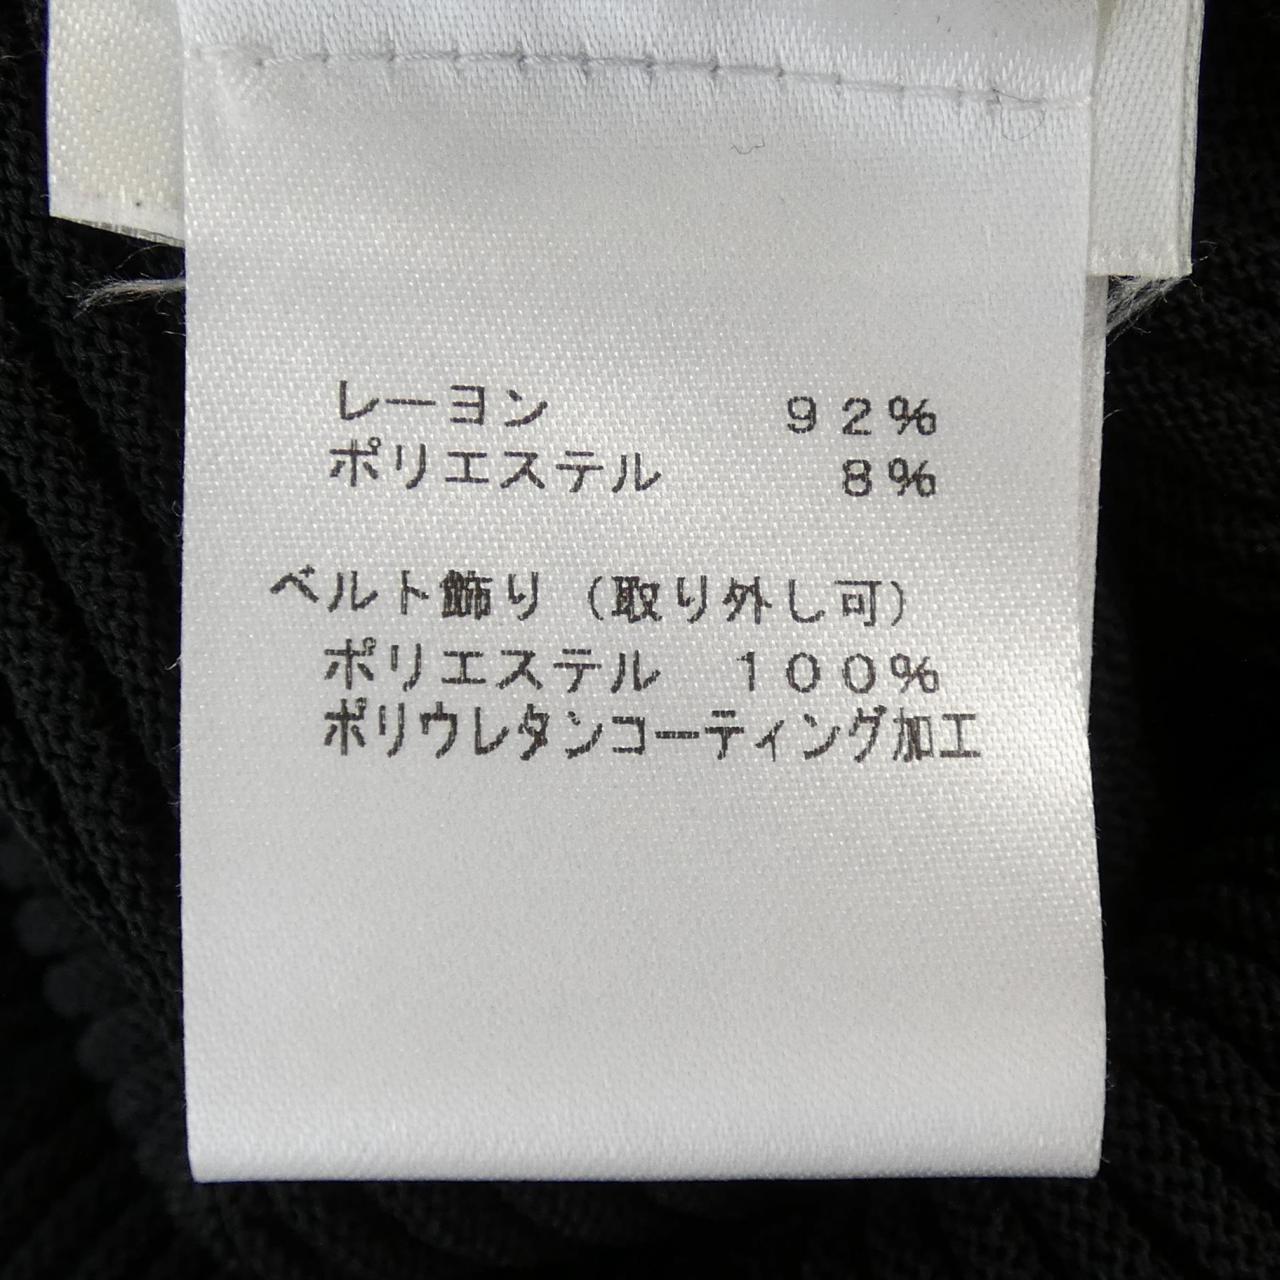 レーヨン　　　　９２％
ポリエステル　　　８％
ベルト飾り（取り外し可）
ポリエステル　１００％
ポリウレタンコーティング加工